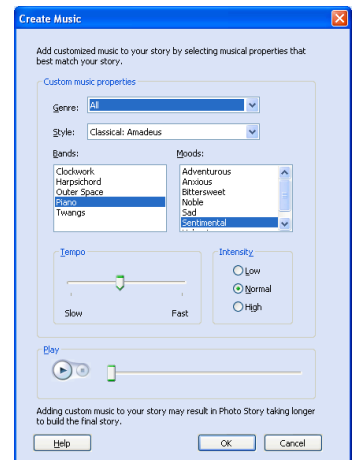 Create Music
Add customized music to your story by selecting musical properties that
best match your story.
Custom music properties
Genre: All
Style: Classical: Amadeus
Bands: Moods:
Clockwork Adventurous
Harpsichord Anxious
Outer Space Bittersweet
Piano Noble
Twangs Sad
Sentimental
Tempo Intensity
Low
Normal
High
Slow Fast
Play
Adding custom music to your story may result in Photo Story taking longer
to build the final story.
Help OK Cancel